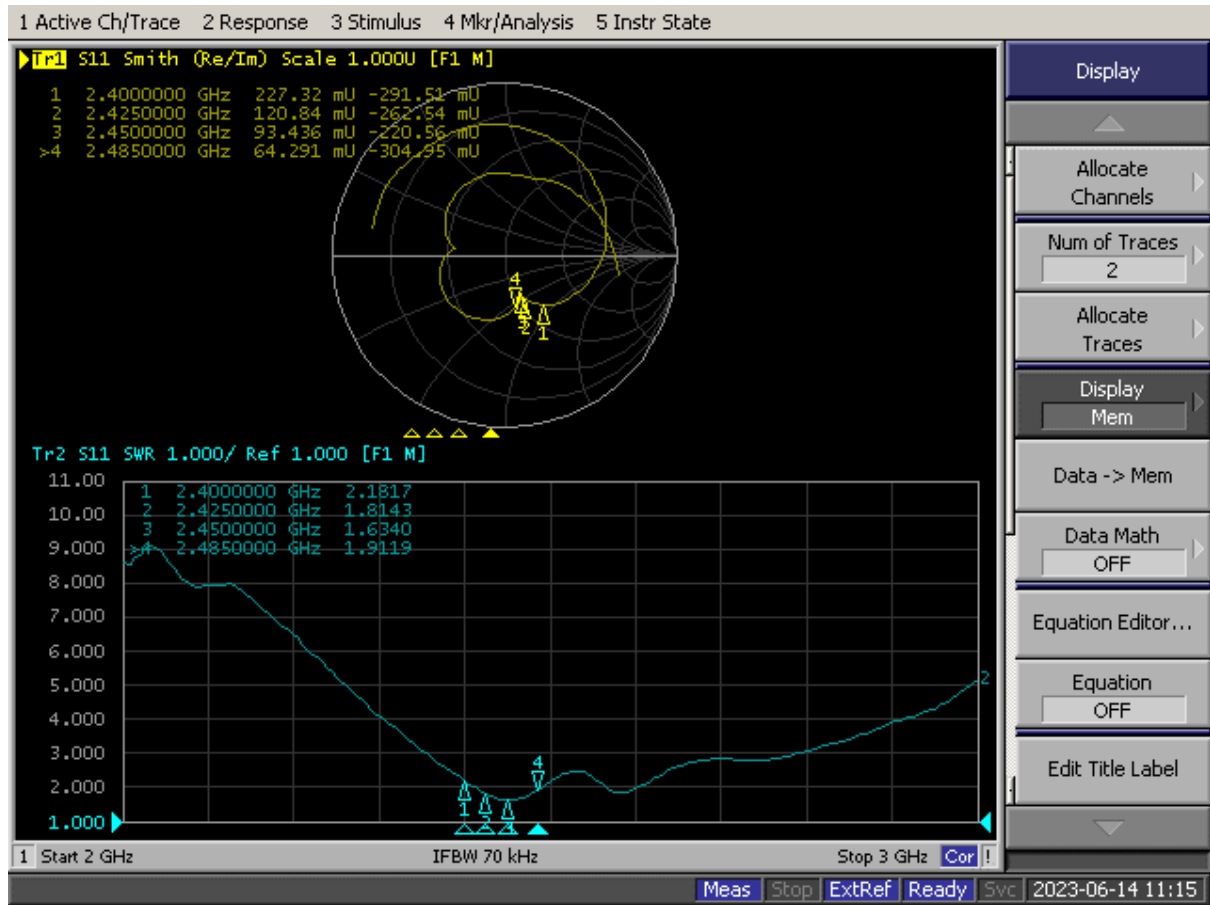 1 Active Ch/Trace 2 Response 3 Stimulus 4 Mkr/Analysis 5 Instr State
Tr1 S11 Smith (Re/Im) Scale 1.000U [F1 M]
1 2.4000000 GHz 227.32 mU -291.51 mU
2 2.4250000 GHz 120.84 mU -262.54 mU
3 2.4500000 GHz 93.436 mU -220.56 mU
>4 2.4850000 GHz 64.291 mU -304.95 mU
4
3
2
1
Tr2 S11 SWR 1.000/ Ref 1.000 [F1 M]
11.00
10.00
9.000
8.000
7.000
6.000
5.000
4.000
3.000
2.000
1.000
1 2.4000000 GHz 2.1817
2 2.4250000 GHz 1.8143
3 2.4500000 GHz 1.6340
>4 2.4850000 GHz 1.9119
2
4
1
1 Start 2 GHz IFBW 70 kHz Stop 3 GHz Cor !
Meas Stop ExtRef Ready Svc 2023-06-14 11:15
Display
Allocate
Channels
Num of Traces
2
Allocate
Traces
Display
Mem
Data -> Mem
Data Math
OFF
Equation Editor...
Equation
OFF
Edit Title Label